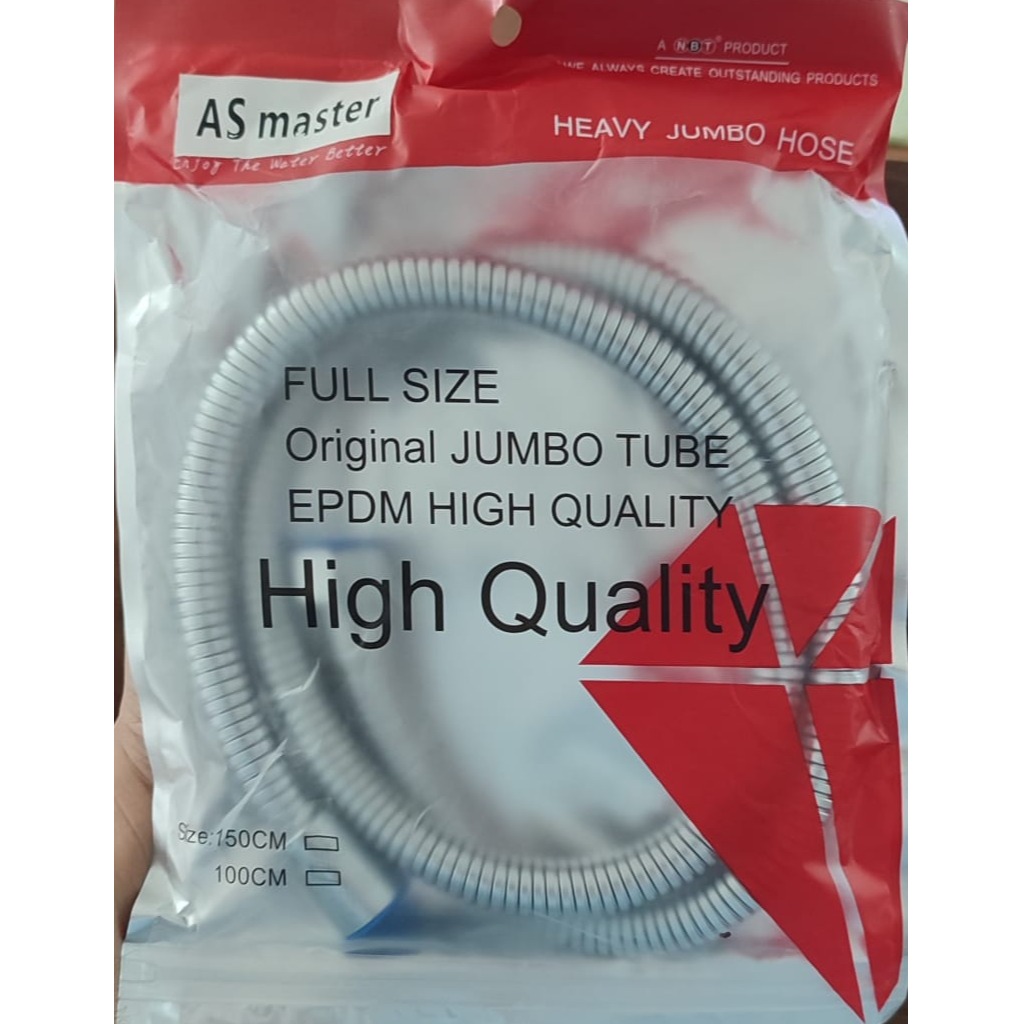 A NBT PRODUCT
WE ALWAYS CREATE OUTSTANDING PRODUCTS
AS master
Enjoy The Water Better
HEAVY JUMBO HOSE
FULL SIZE
Original JUMBO TUBE
EPDM HIGH QUALITY
High Quality
Size:150CM
100CM